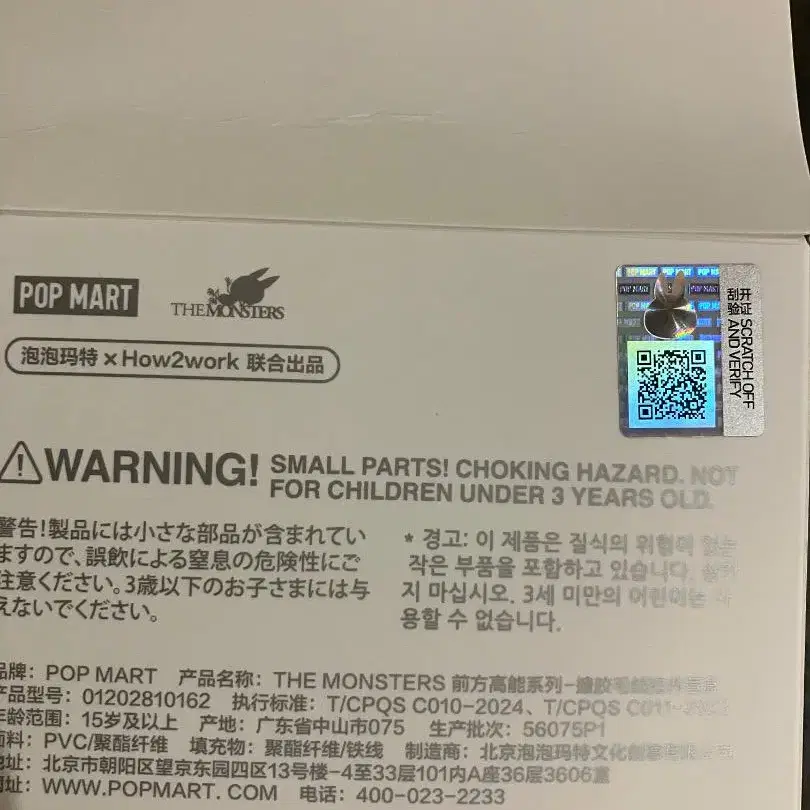 POP MART
THE MONSTERS
泡泡玛特×How2work 联合出品
POP MART
刮开
验证
SCRATCH OFF
AND VERIFY
WARNING! SMALL PARTS! CHOKING HAZARD. NOT
FOR CHILDREN UNDER 3 YEARS OLD.
警告!製品には小さな部品が含まれてい
ますので、誤飲による窒息の危険性にご
注意ください。3歳以下のお子さまには与
えないでください。
* 경고: 이 제품은 질식의 위험이 있는
작은 부품을 포함하고 있습니다.
지 마십시오. 3세 미만의 어린이는 사
용할 수 없습니다.
品牌: POP MART 产品名称: THE MONSTERS 前方高能系列-搪胶毛绒
产品型号: 01202810162 执行标准: T/CPQS C010-2024、T/CPQS C011-
年龄范围: 15岁及以上 产地: 广东省中山市075 生产批次: 56075P1
面料: PVC/聚酯纤维 填充物: 聚酯纤维/铁线 制造商: 北京泡泡玛特文化创意有限公司
地址: 北京市朝阳区望京东园四区13号楼-4至33层101内A座36层3606室
网址: WWW.POPMART.COM 电话: 400-023-2233